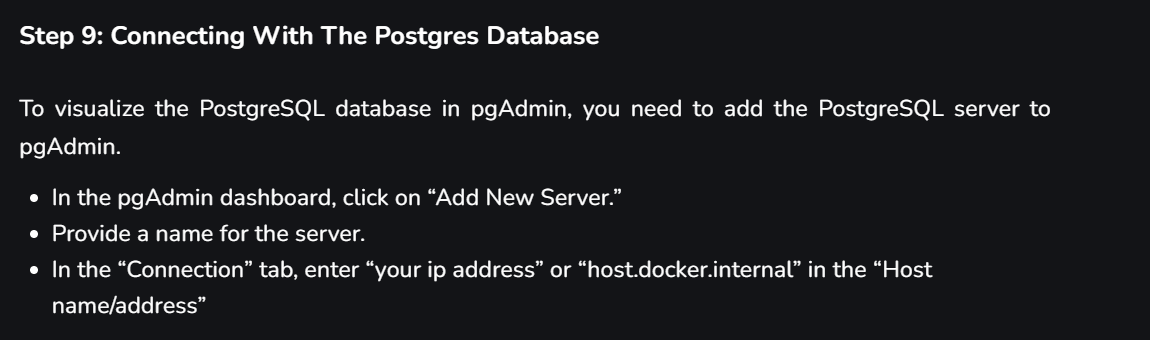 Step 9: Connecting With The Postgres Database
To visualize the PostgreSQL database in pgAdmin, you need to add the PostgreSQL server to
pgAdmin.
• In the pgAdmin dashboard, click on “Add New Server.”
• Provide a name for the server.
• In the “Connection” tab, enter “your ip address” or “host.docker.internal” in the “Host
name/address”